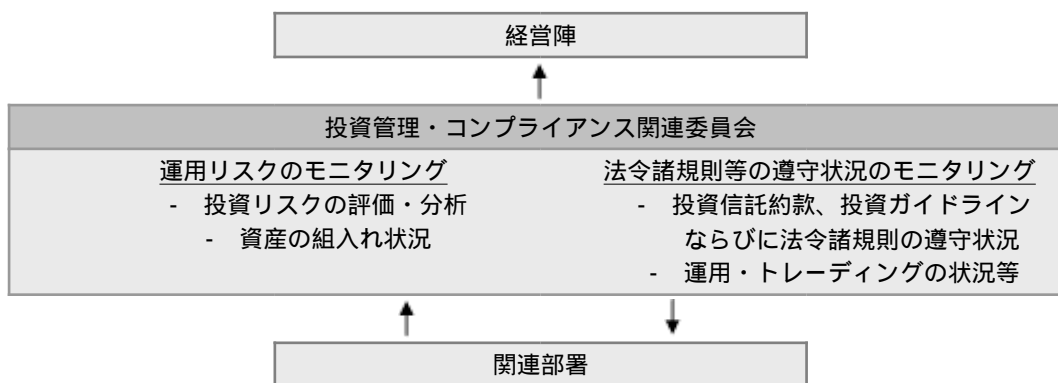 経営陣
投資管理・コンプライアンス関連委員会
運用リスクのモニタリング
- 投資リスクの評価・分析
- 資産の組入れ状況
法令諸規則等の遵守状況のモニタリング
- 投資信託約款、投資ガイドライン
ならびに法令諸規則の遵守状況
- 運用・トレーディングの状況等
関連部署